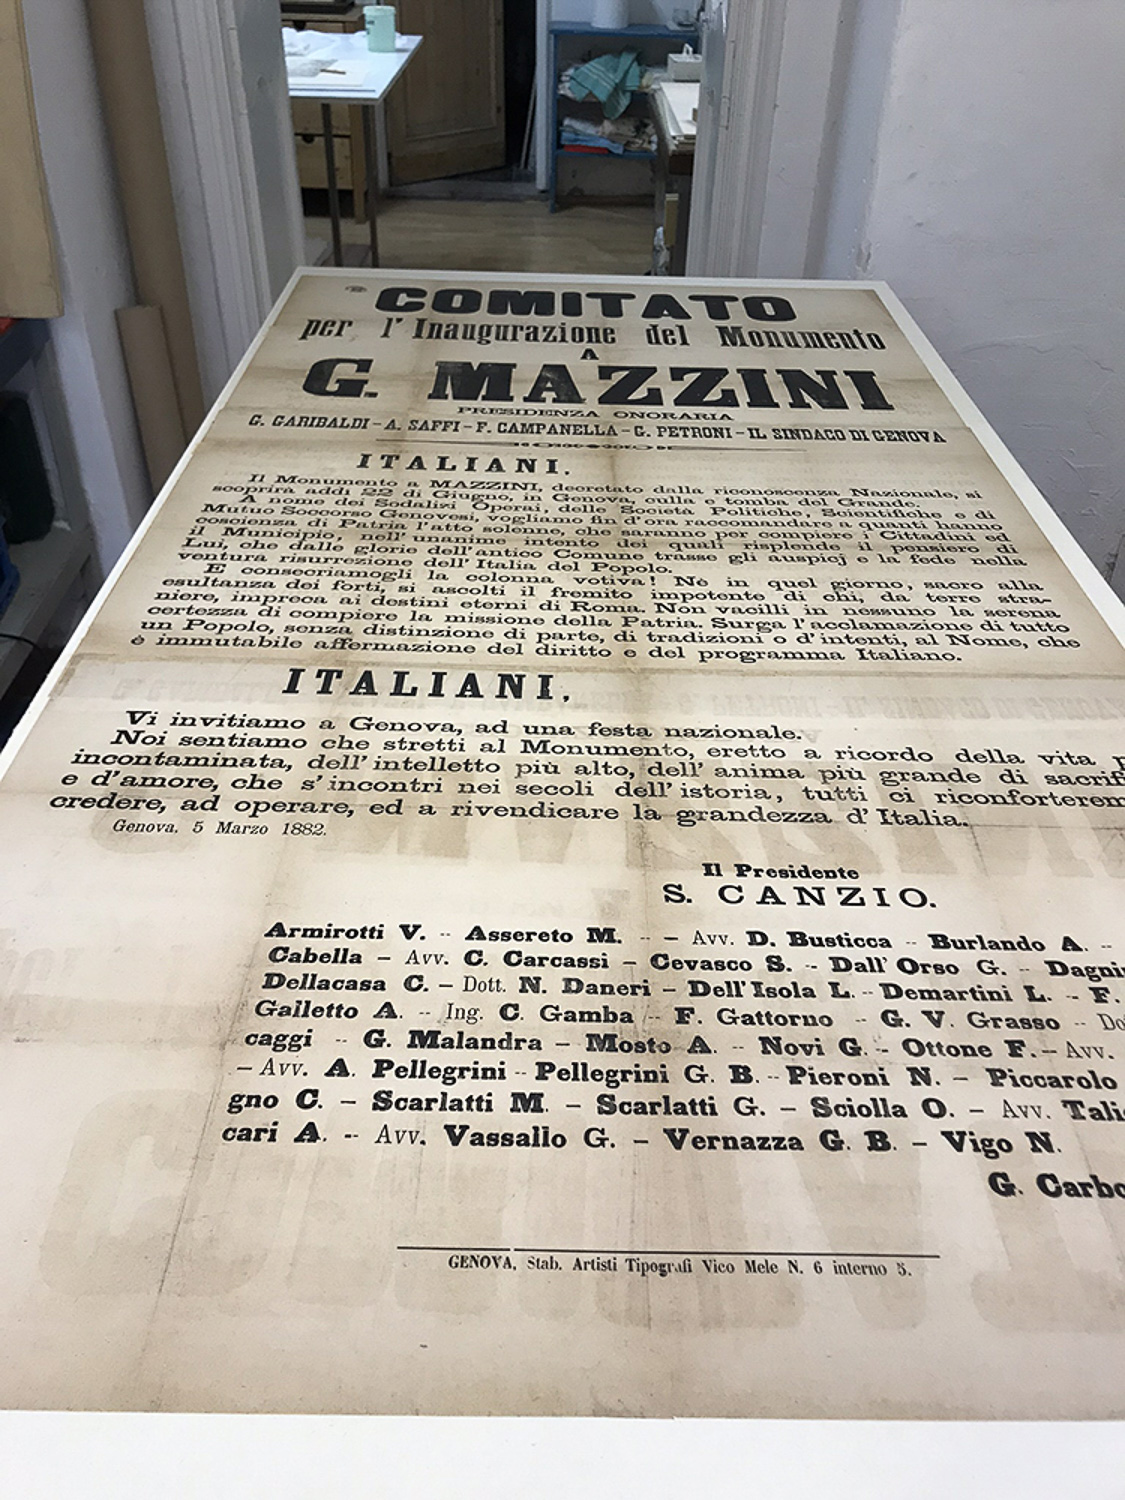 COMITATO
per l'Inaugurazione del Monumento
A
G. MAZZINI
PRESIDENZA ONORARIA
G. GARIBALDI – A. SAFFI – F. CAMPANELLA – G. PETRONI – IL SINDACO DI GENOVA
ITALIANI.
Il Monumento a MAZZINI, decretato dalla riconoscenza Nazionale, si
scoprirà addì 22 di Giugno, in Genova, culla e tomba del Grande.
A nome dei Sodalizi Operai, delle Società Politiche, Scientifiche e di
Mutuo Soccorso Genovesi, vogliamo fin d'ora raccomandare a quanti hanno
coscienza di Patria l'atto solenne, che saranno per compiere i Cittadini ed
il Municipio, nell'unanime intento dei quali risplende il pensiero di
Lui, che dalle glorie dell'antico Comune trasse gli auspicj e la fede nella
ventura risurrezione dell'Italia del Popolo.
E consecriamogli la colonna votiva! Nè in quel giorno, sacro alla
esultanza dei forti, si ascolti il fremito impotente di chi, da terre stra-
niere, impreca ai destini eterni di Roma. Non vacilli in nessuno la serena
certezza di compiere la missione della Patria. Surga l'acclamazione di tutto
un Popolo, senza distinzione di parte, di tradizioni o d'intenti, al Nome, che
è immutabile affermazione del diritto e del programma Italiano.
ITALIANI,
Vi invitiamo a Genova, ad una festa nazionale.
Noi sentiamo che stretti al Monumento, eretto a ricordo della vita
incontaminata, dell'intelletto più alto, dell'anima più grande di sacrif
e d'amore, che s'incontri nei secoli dell'istoria, tutti ci riconforterem
credere, ad operare, ed a rivendicare la grandezza d'Italia.
Genova, 5 Marzo 1882.
Il Presidente
S. CANZIO.
Armirotti V. -- Assereto M. -- – Avv. D. Busticca -- Burlando A. --
Cabella – Avv. C. Carcassi – Cevasco S. -- Dall'Orso G. – Dagni
Dellacasa C. – Dott. N. Daneri – Dell'Isola L. -- Demartini L. -- F.
Galletto A. -- Ing. C. Gamba -- F. Gattorno -- G. V. Grasso -- Do
caggi -- G. Malandra – Mosto A. -- Novi G. -- Ottone F. – Avv.
– Avv. A. Pellegrini -- Pellegrini G. B. -- Pieroni N. – Piccarolo
gno C. – Scarlatti M. – Scarlatti G. – Sciolla O. – Avv. Tali
cari A. -- Avv. Vassallo G. – Vernazza G. B. – Vigo N.
G. Carbo
GENOVA, Stab. Artisti Tipografi Vico Mele N. 6 interno 5.